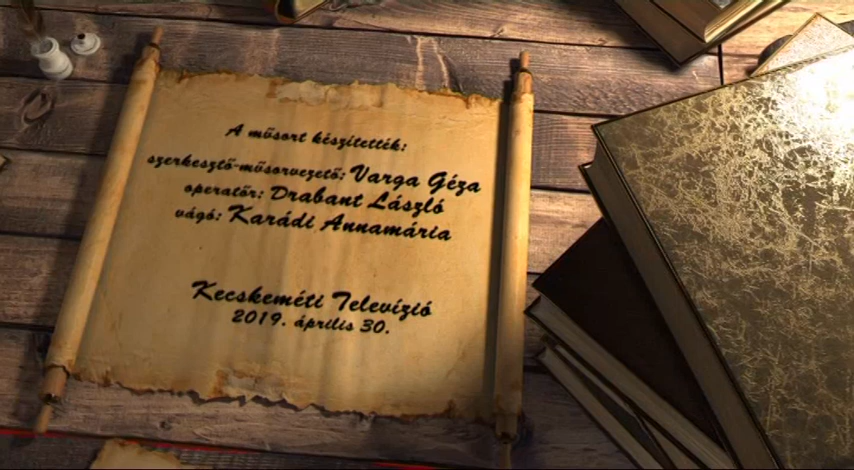 A műsort készítették:
szerkesztő-műsorvezető: Varga Géza
operatőr: Drabant László
vágó: Karádi Annamária
Kecskeméti Televízió
2019. április 30.